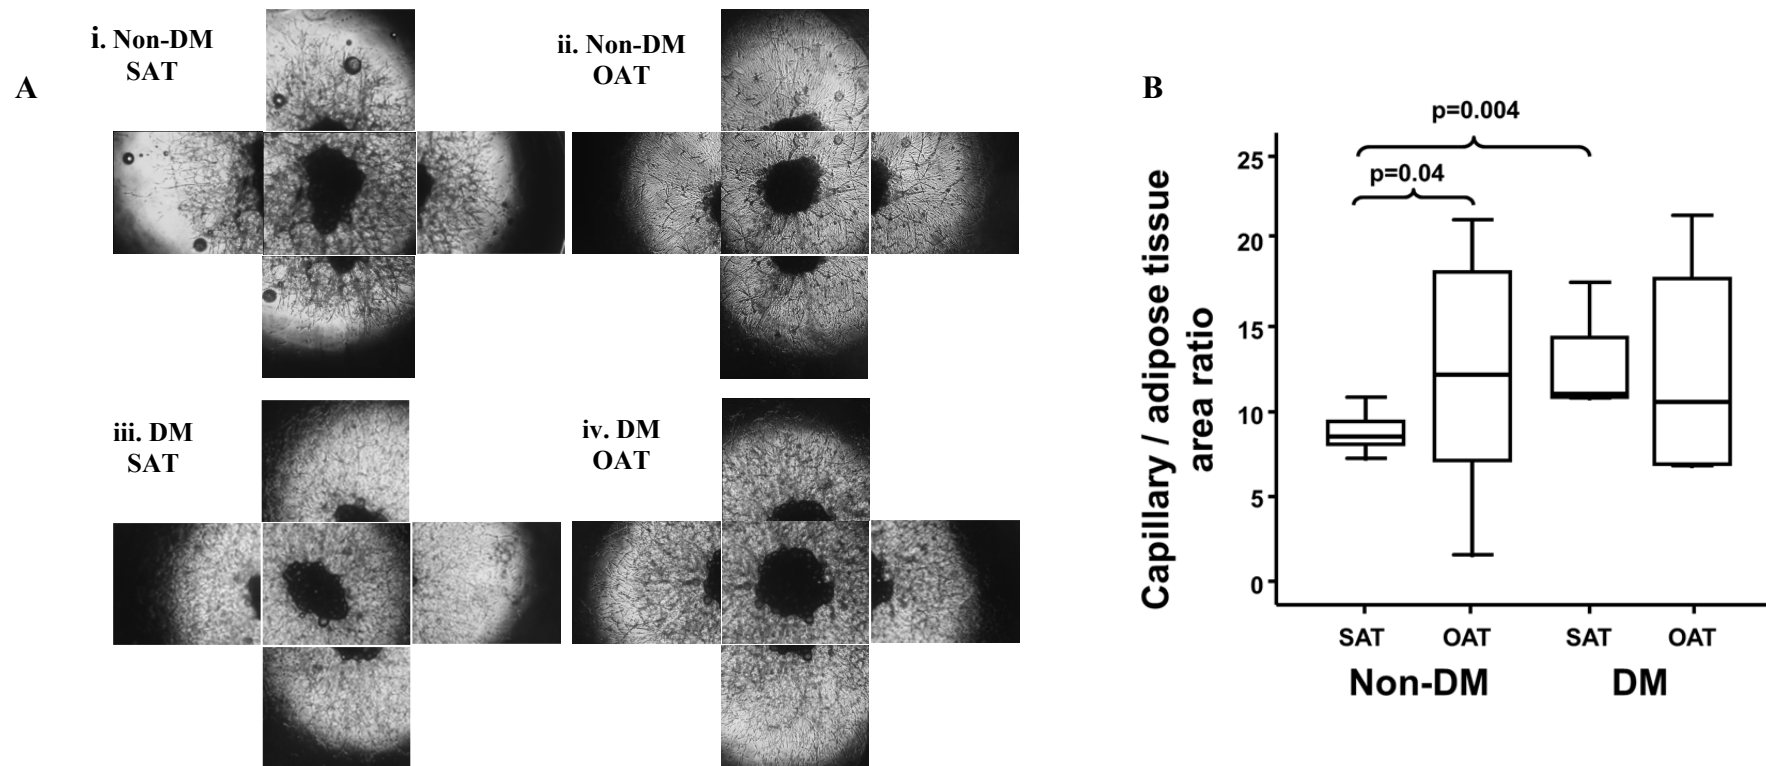 A
i. Non-DM
SAT
ii. Non-DM
OAT
iii. DM
SAT
iv. DM
OAT
B
p=0.004
p=0.04
Capillary / adipose tissue
area ratio
25
20
15
10
5
0
SAT OAT SAT OAT
Non-DM DM